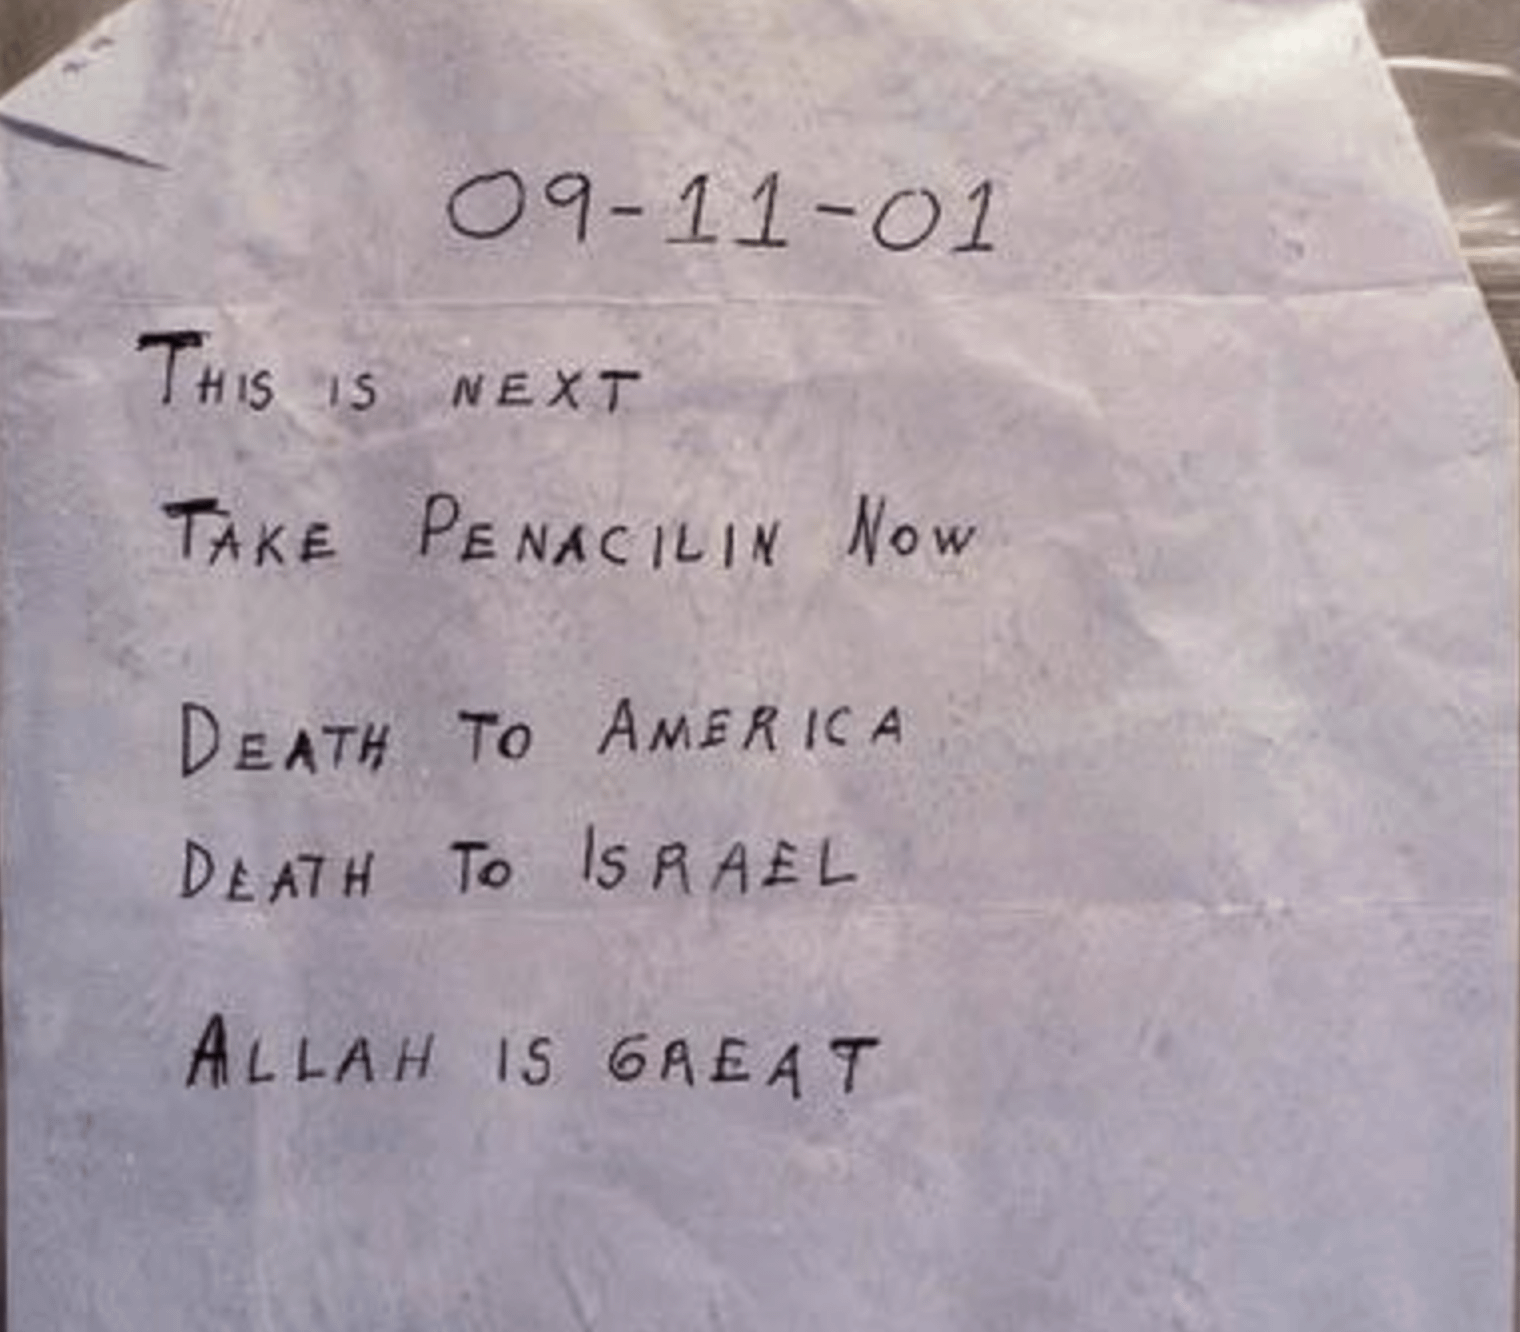 09-11-01
THIS IS NEXT
TAKE PENACILIN NOW
DEATH TO AMERICA
DEATH TO ISRAEL
ALLAH IS GREAT